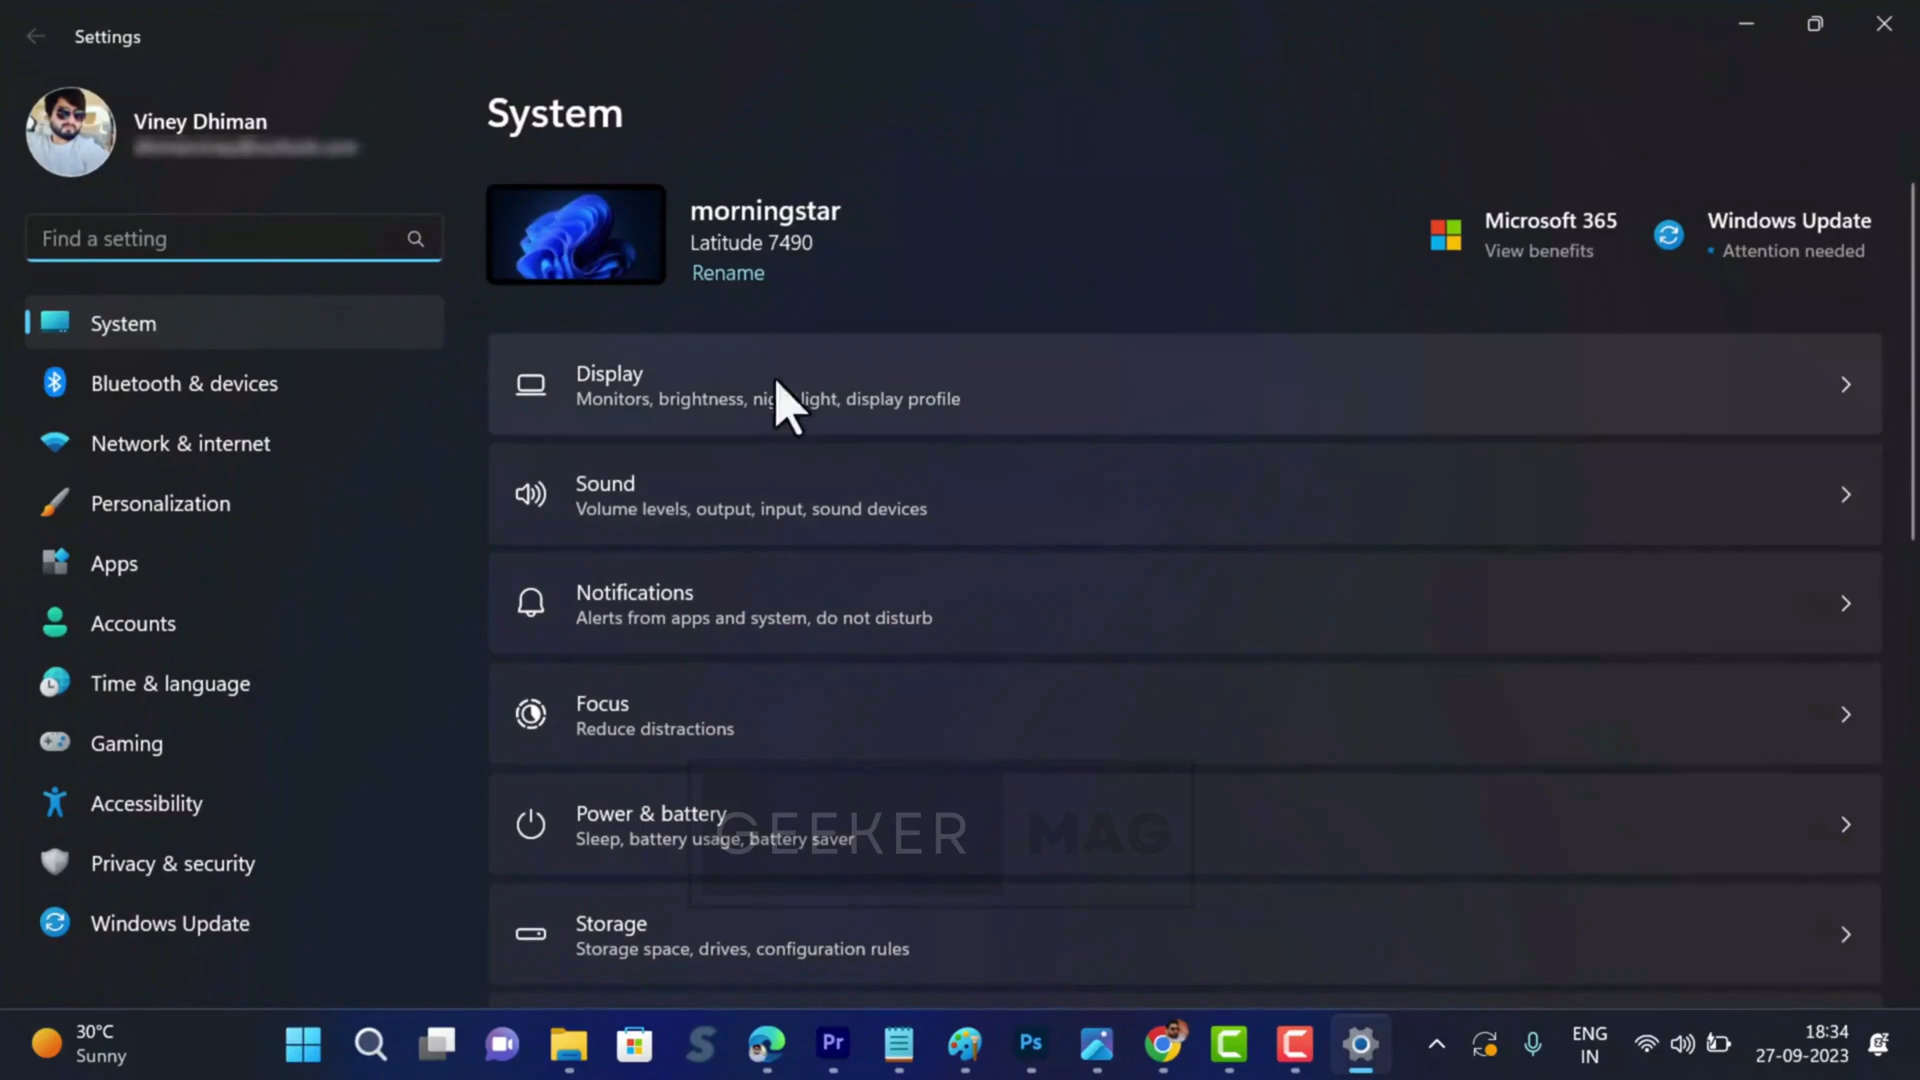 Settings
Viney Dhiman
Find a setting
System
Bluetooth & devices
Network & internet
Personalization
Apps
Accounts
Time & language
Gaming
Accessibility
Privacy & security
Windows Update
System
morningstar
Latitude 7490
Rename
Microsoft 365
View benefits
Windows Update
• Attention needed
Display
Monitors, brightness, night light, display profile
Sound
Volume levels, output, input, sound devices
Notifications
Alerts from apps and system, do not disturb
Focus
Reduce distractions
Power & battery
Sleep, battery usage, battery saver
GEEKER MAG
Storage
Storage space, drives, configuration rules
30°C
Sunny
Pr
Ps
ENG
IN
18:34
27-09-2023